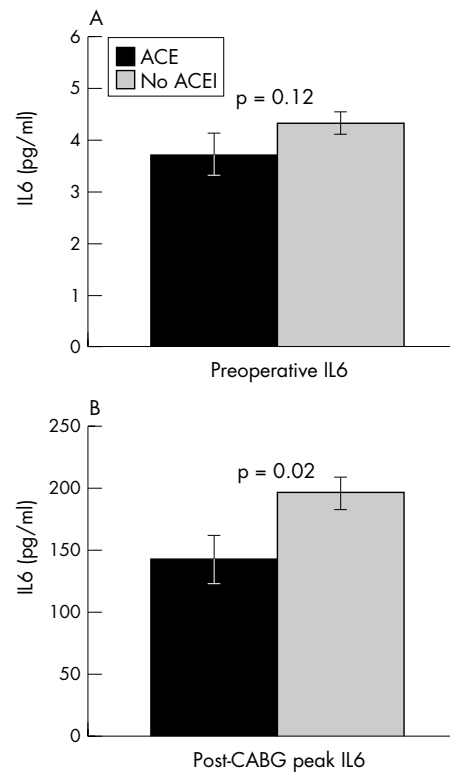 A
6
5
4
3
2
1
0
IL6 (pg/ml)
ACE
No ACEI
p = 0.12
Preoperative IL6
B
250
200
150
100
50
0
IL6 (pg/ml)
p = 0.02
Post-CABG peak IL6